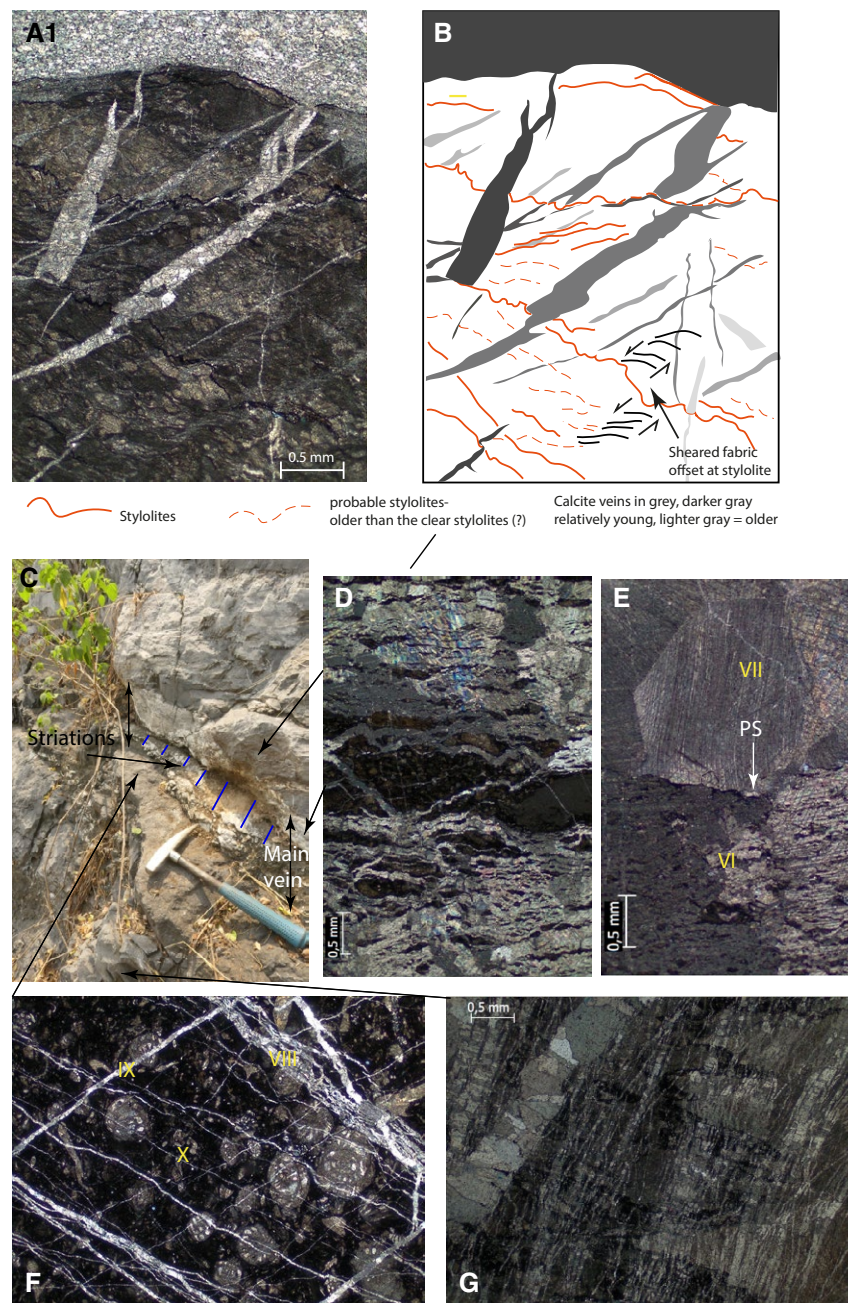 A1
B
0.5 mm
Sheared fabric
offset at stylolite
Stylolites
probable stylolites-
older than the clear stylolites (?)
Calcite veins in grey, darker gray
relatively young, lighter gray = older
C
Striations
Main
vein
D
0,5 mm
E
VII
PS
VI
0,5 mm
VIII
IX
X
F
0,5 mm
G